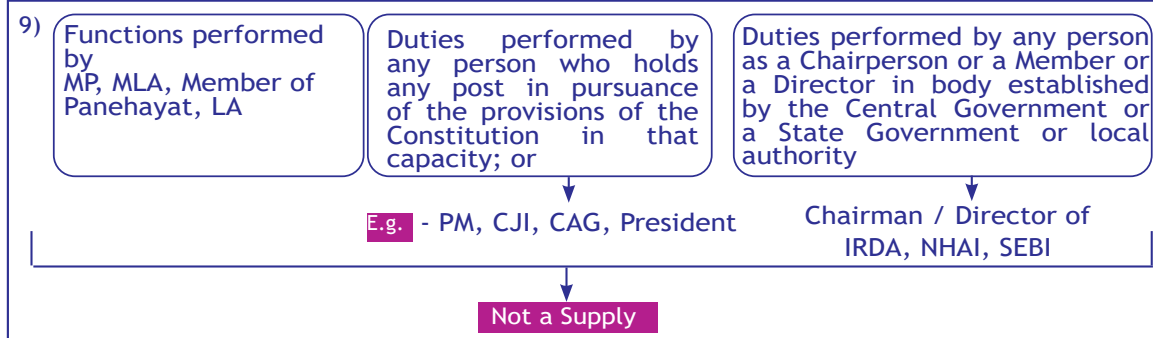 9)
Functions performed
by
MP, MLA, Member of
Panehayat, LA
Duties performed by
any person who holds
any post in pursuance
of the provisions of the
Constitution in that
capacity; or
Duties performed by any person
as a Chairperson or a Member or
a Director in body established
by the Central Government or
a State Government or local
authority
E.g. - PM, CJI, CAG, President
Chairman / Director of
IRDA, NHAI, SEBI
Not a Supply